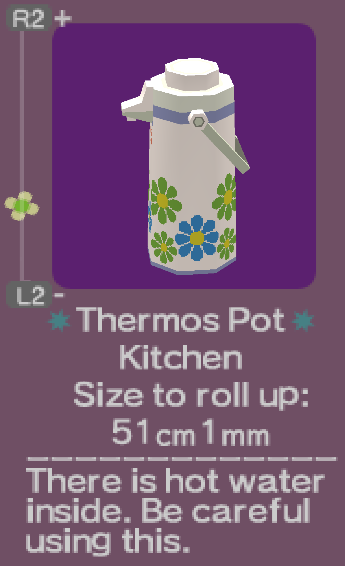 R2 +
L2 -
Thermos Pot
Kitchen
Size to roll up:
51cm1mm
There is hot water
inside. Be careful
using this.